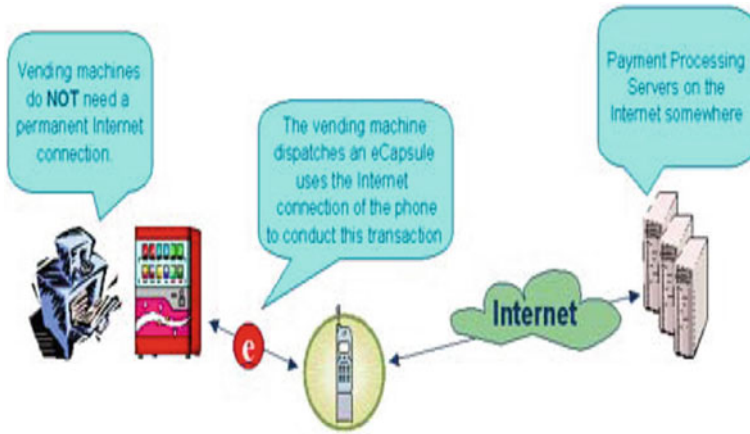 Vending machines
do NOT need a
permanent Internet
connection.
The vending machine
dispatches an eCapsule
uses the Internet
connection of the phone
to conduct this transaction
Payment Processing
Servers on the
Internet somewhere
e
Internet